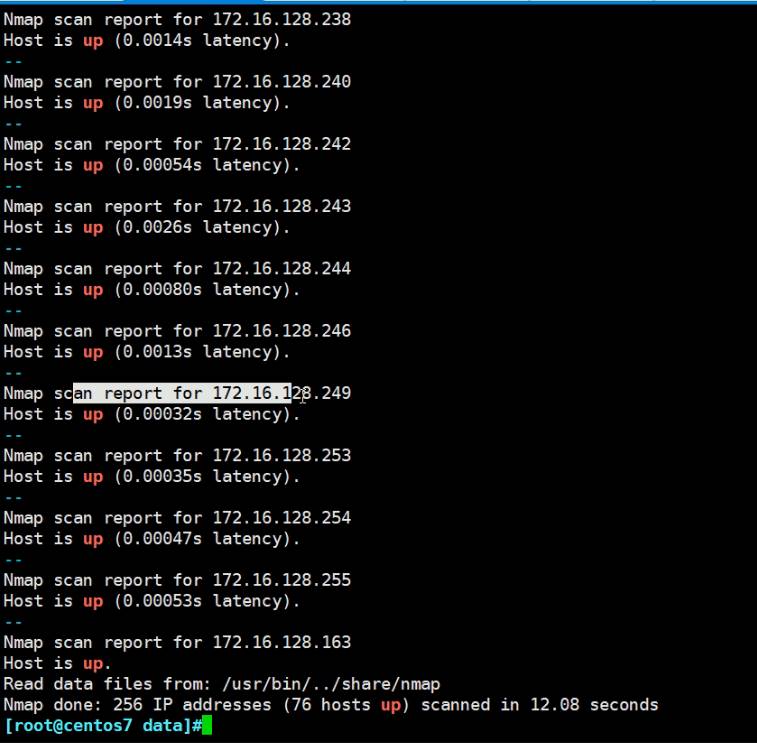 Nmap scan report for 172.16.128.238
Host is up (0.0014s latency).
--
Nmap scan report for 172.16.128.240
Host is up (0.0019s latency).
--
Nmap scan report for 172.16.128.242
Host is up (0.00054s latency).
--
Nmap scan report for 172.16.128.243
Host is up (0.0026s latency).
--
Nmap scan report for 172.16.128.244
Host is up (0.00080s latency).
--
Nmap scan report for 172.16.128.246
Host is up (0.0013s latency).
--
Nmap scan report for 172.16.128.249
Host is up (0.00032s latency).
--
Nmap scan report for 172.16.128.253
Host is up (0.00035s latency).
--
Nmap scan report for 172.16.128.254
Host is up (0.00047s latency).
--
Nmap scan report for 172.16.128.255
Host is up (0.00053s latency).
--
Nmap scan report for 172.16.128.163
Host is up.
Read data files from: /usr/bin/../share/nmap
Nmap done: 256 IP addresses (76 hosts up) scanned in 12.08 seconds
[root@centos7 data]#